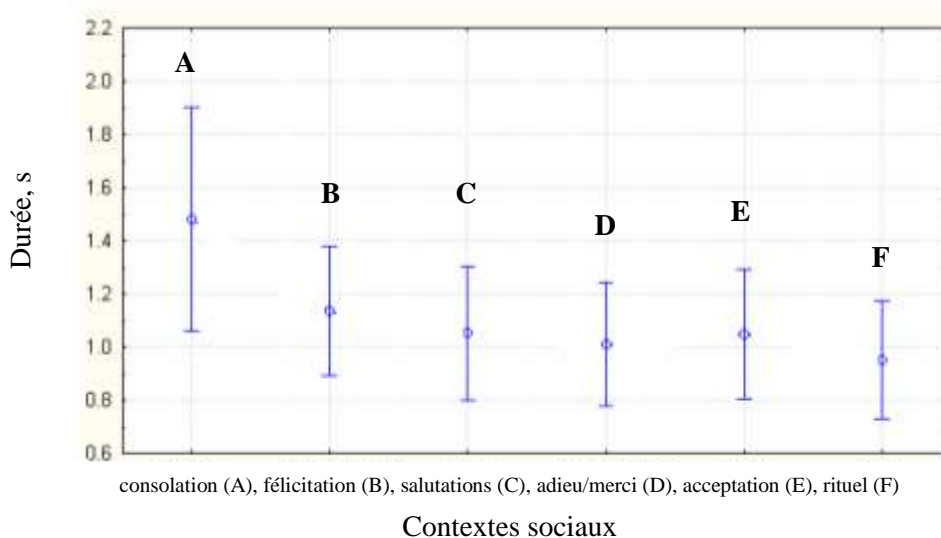 2.2
A
2.0
1.8
1.6
B
C
E
D
1.4
F
1.2
1.0
0.8
0.6
Durée, s
consolation (A), félicitation (B), salutations (C), adieu/merci (D), acceptation (E), rituel (F)
Contextes sociaux